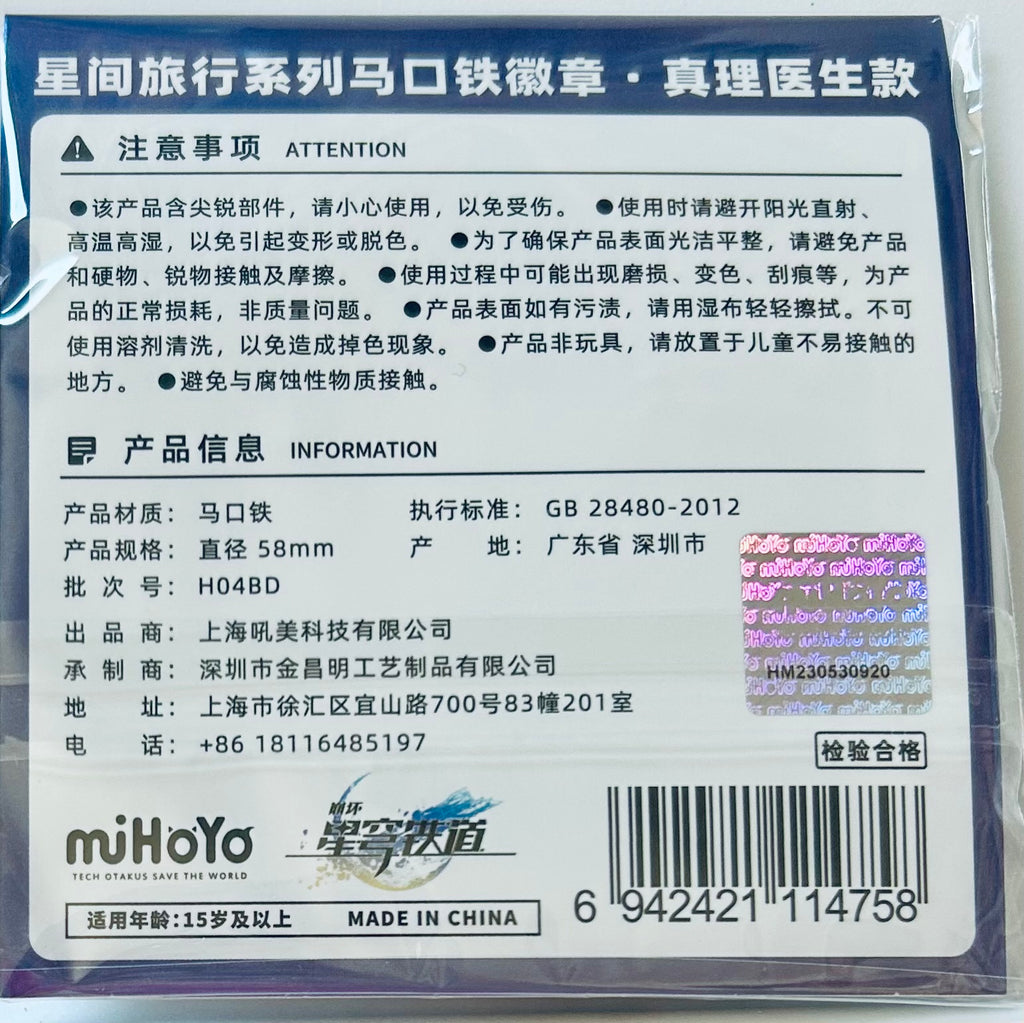 星间旅行系列马口铁徽章·真理医生款
注意事项 ATTENTION
●该产品含尖锐部件，请小心使用，以免受伤。 ●使用时请避开阳光直射、
高温高湿，以免引起变形或脱色。 ●为了确保产品表面光洁平整，请避免产品
和硬物、锐物接触及摩擦。 ●使用过程中可能出现磨损、变色、刮痕等，为产
品的正常损耗，非质量问题。 ●产品表面如有污渍，请用湿布轻轻擦拭。不可
使用溶剂清洗，以免造成掉色现象。 ●产品非玩具，请放置于儿童不易接触的
地方。 ●避免与腐蚀性物质接触。
产品信息 INFORMATION
产品材质：马口铁 执行标准：GB 28480-2012
产品规格：直径 58mm 产 地：广东省 深圳市
批 次 号：H04BD
出 品 商：上海吼美科技有限公司
承 制 商：深圳市金昌明工艺制品有限公司
地 址：上海市徐汇区宜山路700号83幢201室
电 话：+86 18116485197
miHoYo miHoYo miHoYo
HM230530920
检验合格
miHoYo
TECH OTAKUS SAVE THE WORLD
崩坏
星穹铁道
适用年龄:15岁及以上 MADE IN CHINA
6 942421 114758